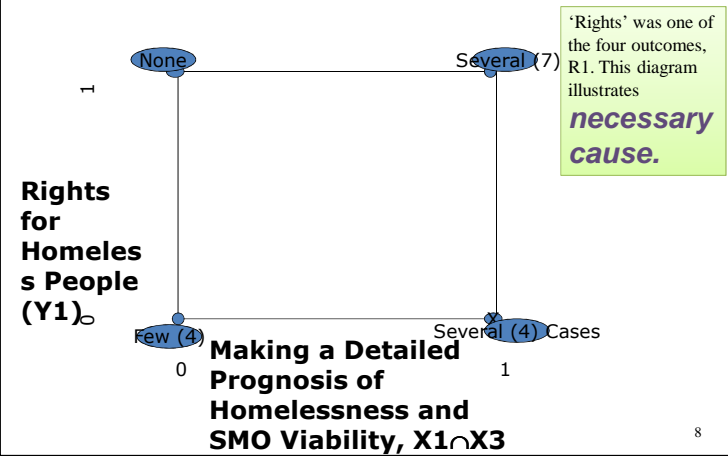 None
Several (7)
1
Rights
for
Homeles
s People
(Y1)
0
Few (4)
X
Several (4) Cases
0
1
Making a Detailed
Prognosis of
Homelessness and
SMO Viability, X1∩X3
‘Rights’ was one of
the four outcomes,
R1. This diagram
illustrates
necessary
cause.
8